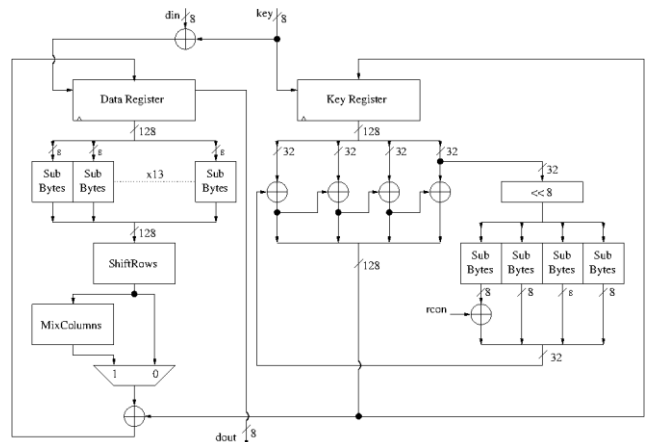 din 8 key 8
Data Register
Key Register
128
128
8 8 8
32 32 32 32
32
Sub Bytes
Sub Bytes
x13
Sub Bytes
<< 8
128
ShiftRows
128
Sub Bytes
Sub Bytes
Sub Bytes
Sub Bytes
8 8 8 8
MixColumns
rcon
1 0
32
dout 8